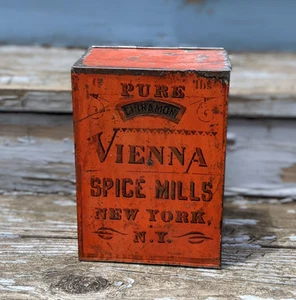 PURE
CINNAMON
VIENNA
SPICE MILLS
NEW YORK,
N.Y.